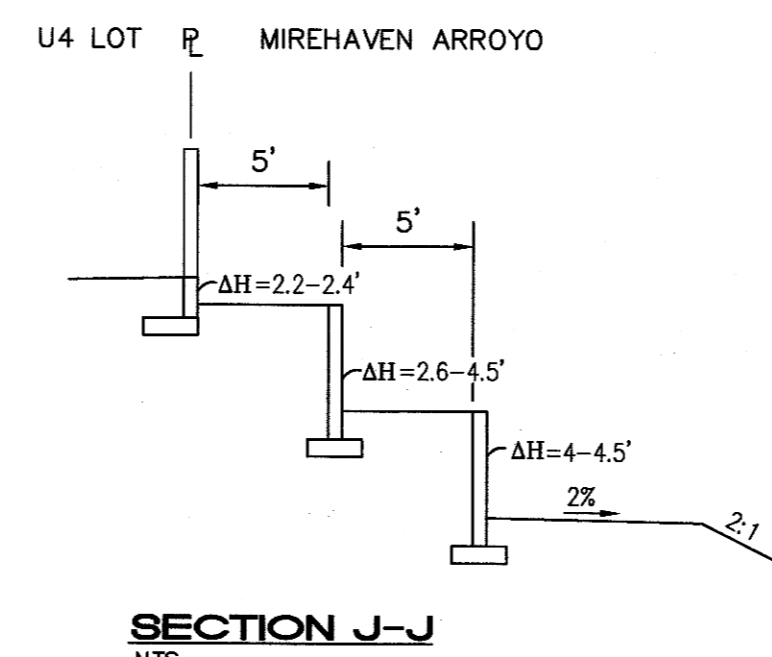 U4 LOT ⅊ MIREHAVEN ARROYO
5'
5'
ΔH=2.2-2.4'
ΔH=2.6-4.5'
ΔH=4-4.5'
2%
2:1
SECTION J-J
NTS